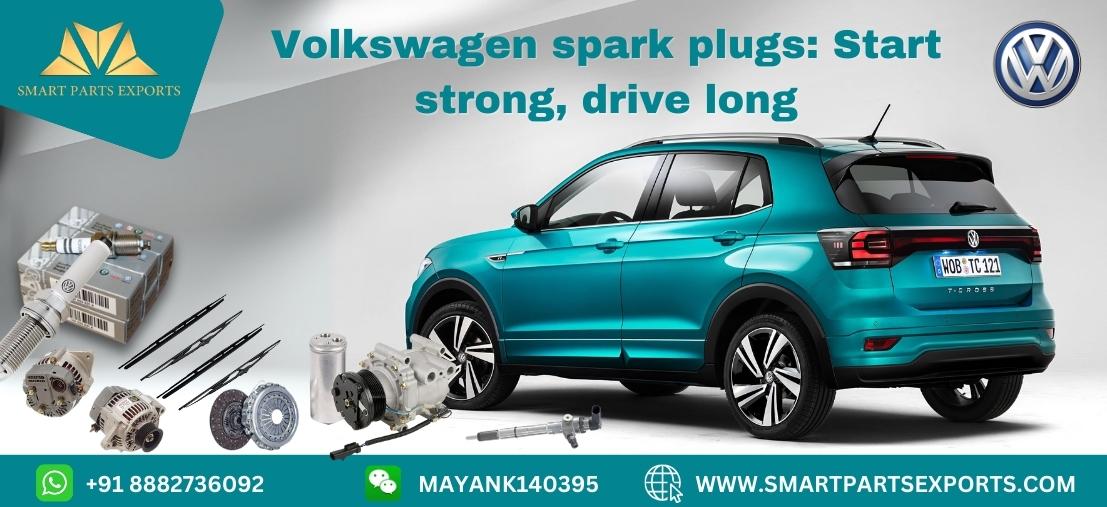 SMART PARTS EXPORTS
Volkswagen spark plugs: Start
strong, drive long
WOB TC 121
T-CROSS
+91 8882736092
MAYANK140395
WWW.SMARTPARTSEXPORTS.COM